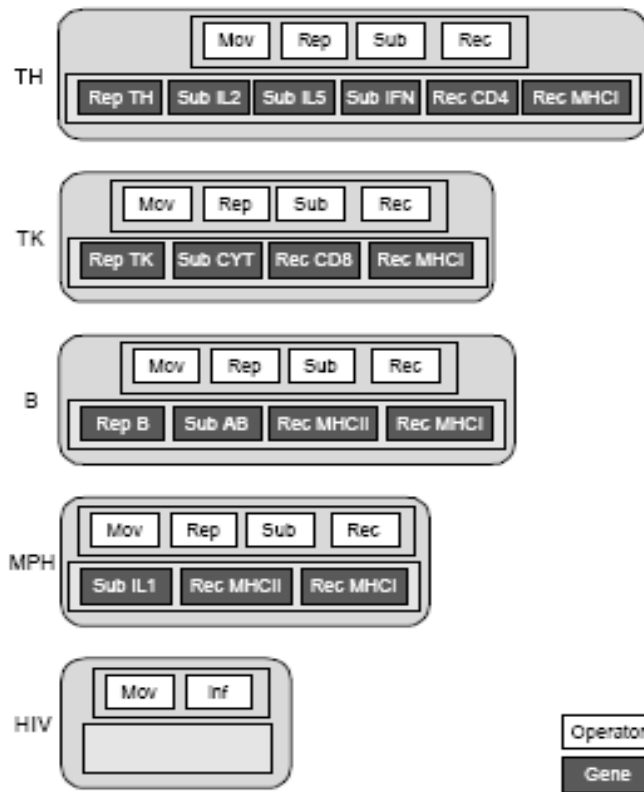 Mov Rep Sub Rec
TH
Rep TH Sub IL2 Sub IL5 Sub IFN Rec CD4 Rec MHCI
Mov Rep Sub Rec
TK
Rep TK Sub CYT Rec CD8 Rec MHCI
Mov Rep Sub Rec
B
Rep B Sub AB Rec MHCII Rec MHCI
Mov Rep Sub Rec
MPH
Sub IL1 Rec MHCII Rec MHCI
Mov Inf
HIV
Operator
Gene